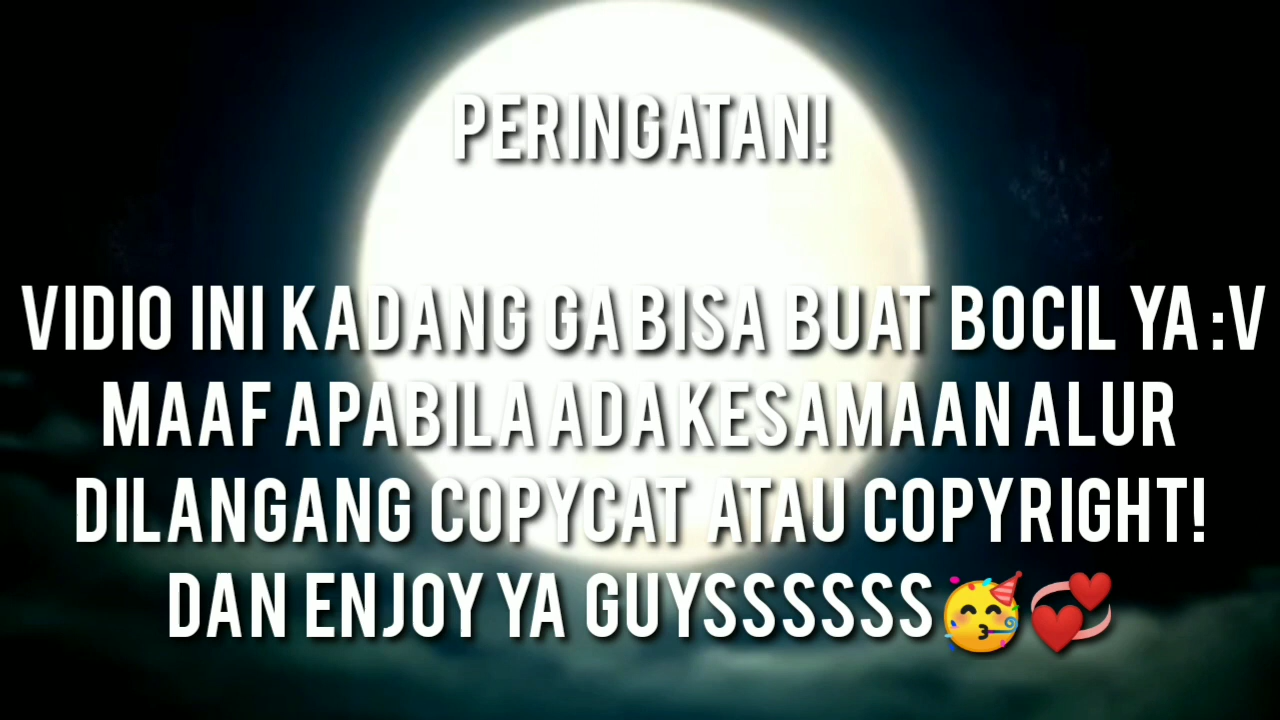 PERINGATAN!
VIDIO INI KADANG GA BISA BUAT BOCIL YA :V
MAAF APABILA ADA KESAMAAN ALUR
DILANGANG COPYCAT ATAU COPYRIGHT!
DAN ENJOY YA GUYSSSSSS🥳💞